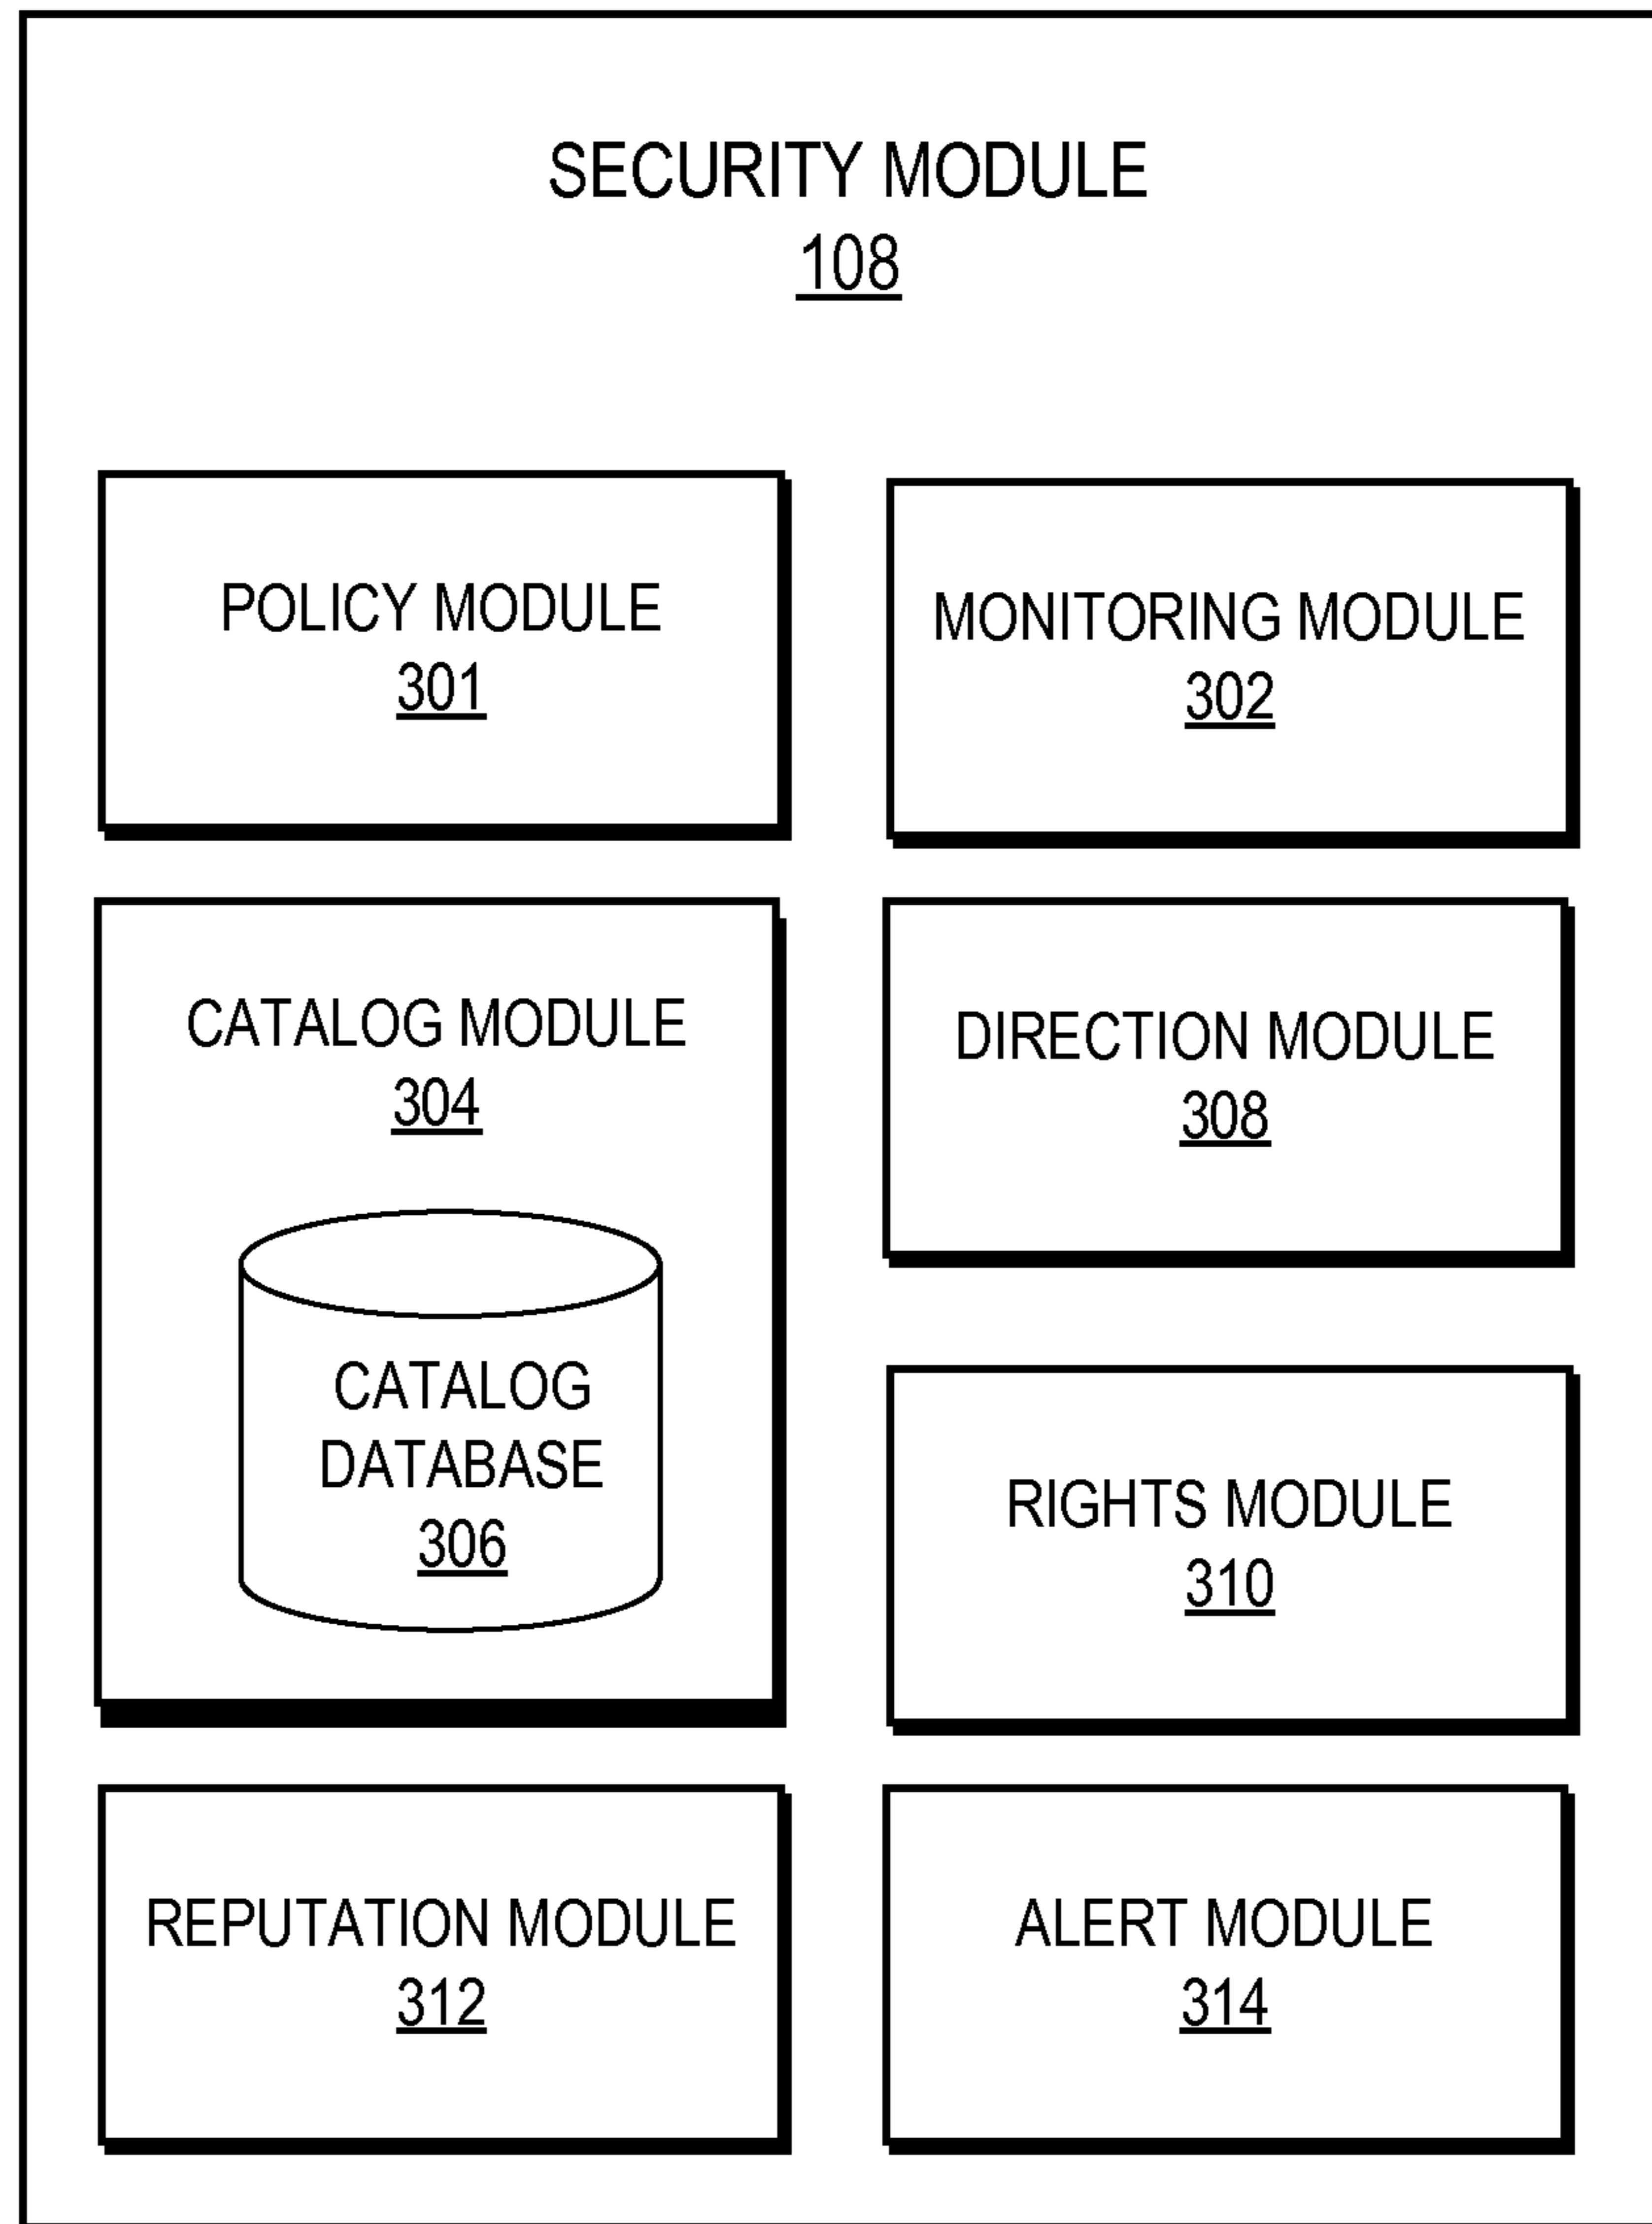 SECURITY MODULE
108
POLICY MODULE
301
MONITORING MODULE
302
CATALOG MODULE
304
CATALOG
DATABASE
306
DIRECTION MODULE
308
RIGHTS MODULE
310
REPUTATION MODULE
312
ALERT MODULE
314